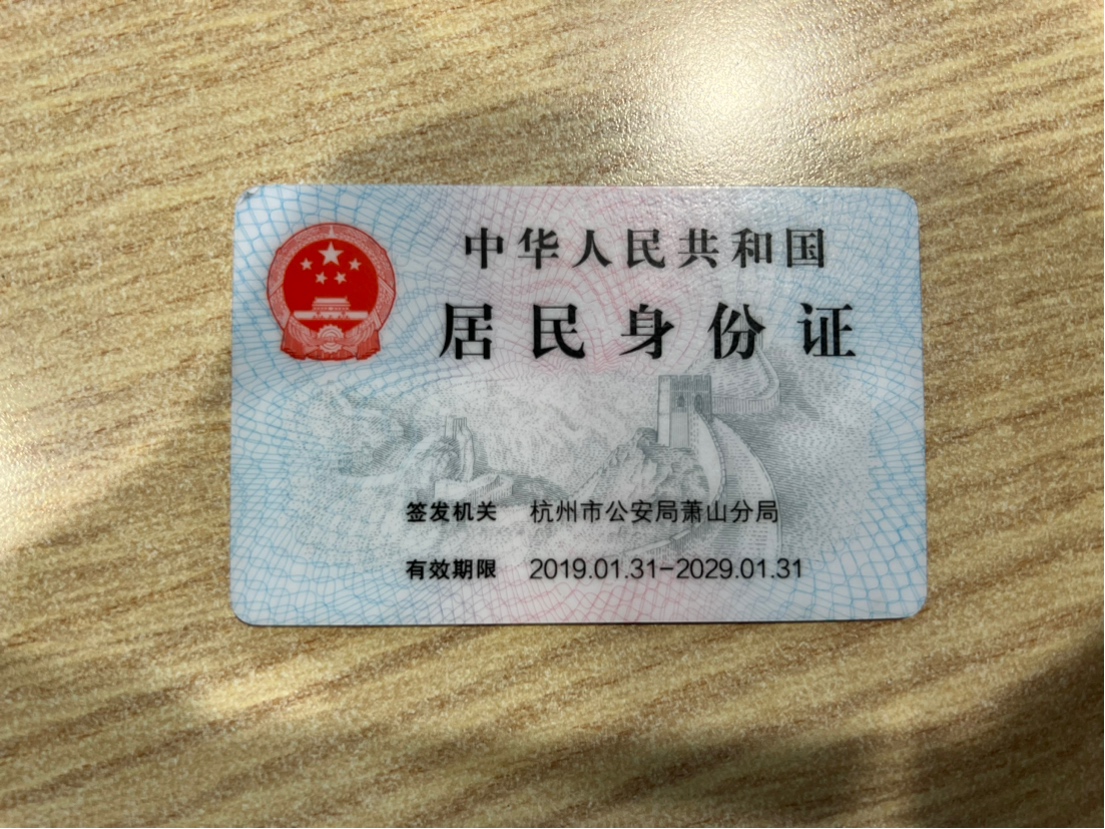 中华人民共和国
居民身份证
签发机关 杭州市公安局萧山分局
有效期限 2019.01.31-2029.01.31